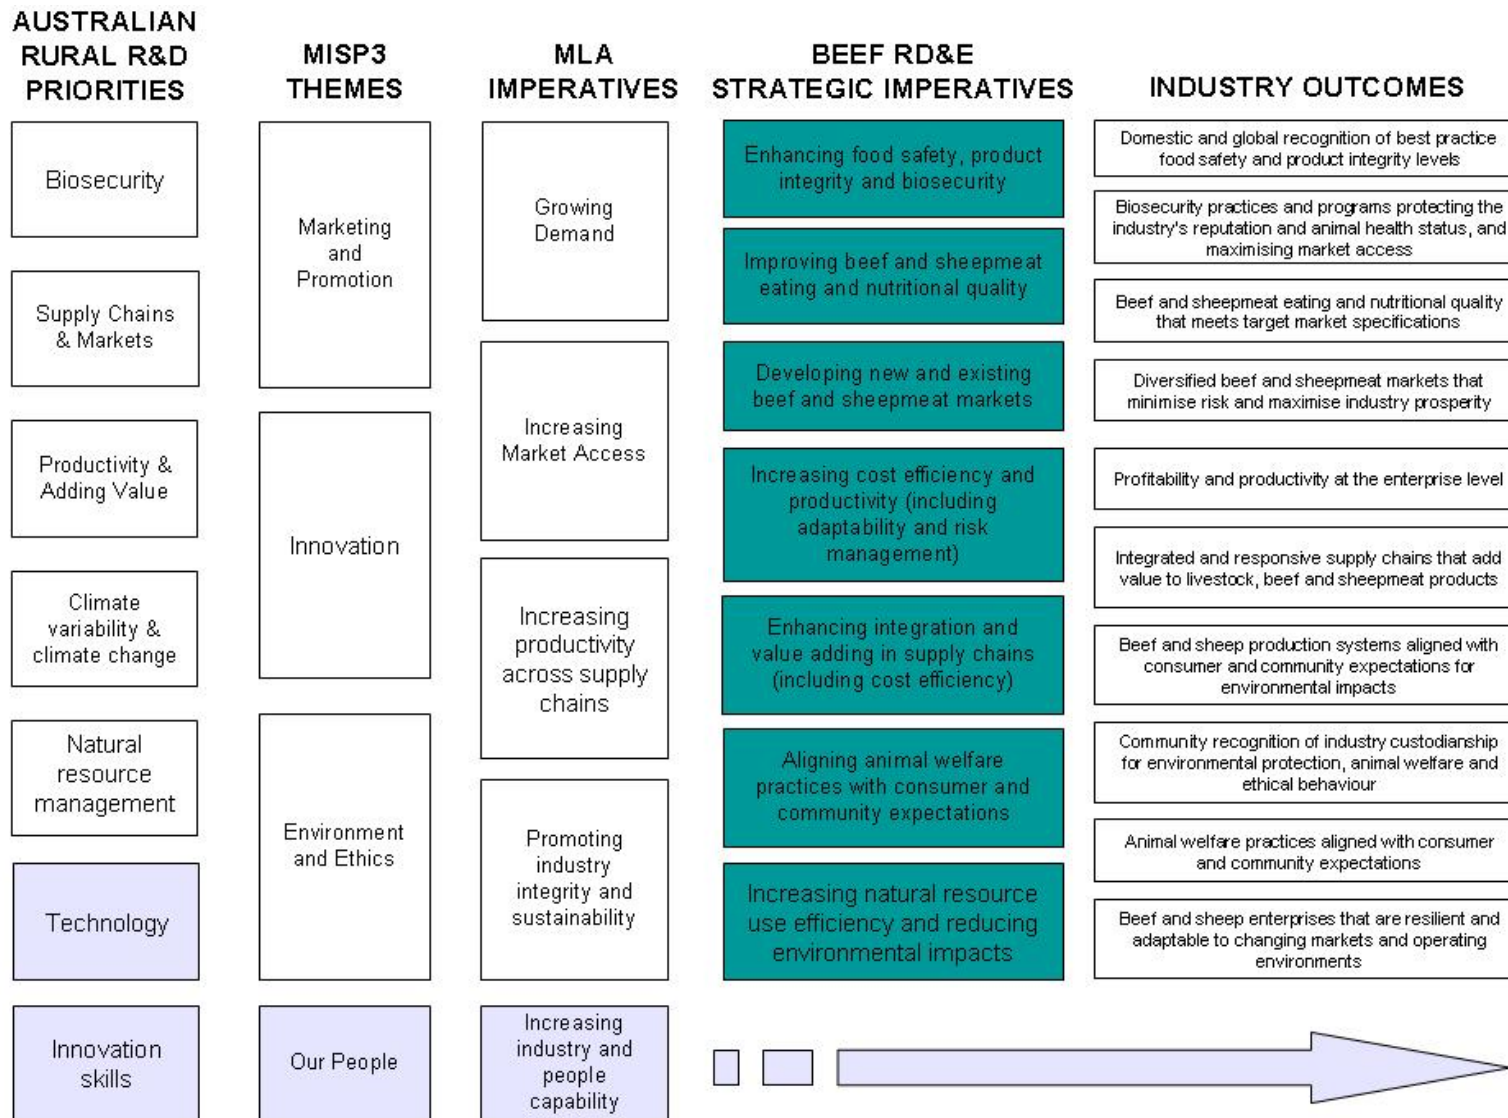 AUSTRALIAN
RURAL R&D
PRIORITIES
Biosecurity
Supply Chains
& Markets
Productivity &
Adding Value
Climate
variability &
climate change
Natural
resource
management
Technology
Innovation
skills
MISP3
THEMES
Marketing
and
Promotion
Innovation
Environment
and Ethics
Our People
MLA
IMPERATIVES
Growing
Demand
Increasing
Market Access
Increasing
productivity
across supply
chains
Promoting
industry
integrity and
sustainability
Increasing
industry and
people
capability
BEEF RD&E
STRATEGIC IMPERATIVES
Enhancing food safety, product
integrity and biosecurity
Improving beef and sheepmeat
eating and nutritional quality
Developing new and existing
beef and sheepmeat markets
Increasing cost efficiency and
productivity (including
adaptability and risk
management)
Enhancing integration and
value adding in supply chains
(including cost efficiency)
Aligning animal welfare
practices with consumer and
community expectations
Increasing natural resource
use efficiency and reducing
environmental impacts
INDUSTRY OUTCOMES
Domestic and global recognition of best practice
food safety and product integrity levels
Biosecurity practices and programs protecting the
industry's reputation and animal health status, and
maximising market access
Beef and sheepmeat eating and nutritional quality
that meets target market specifications
Diversified beef and sheepmeat markets that
minimise risk and maximise industry prosperity
Profitability and productivity at the enterprise level
Integrated and responsive supply chains that add
value to livestock, beef and sheepmeat products
Beef and sheep production systems aligned with
consumer and community expectations for
environmental impacts
Community recognition of industry custodianship
for environmental protection, animal welfare and
ethical behaviour
Animal welfare practices aligned with consumer
and community expectations
Beef and sheep enterprises that are resilient and
adaptable to changing markets and operating
environments